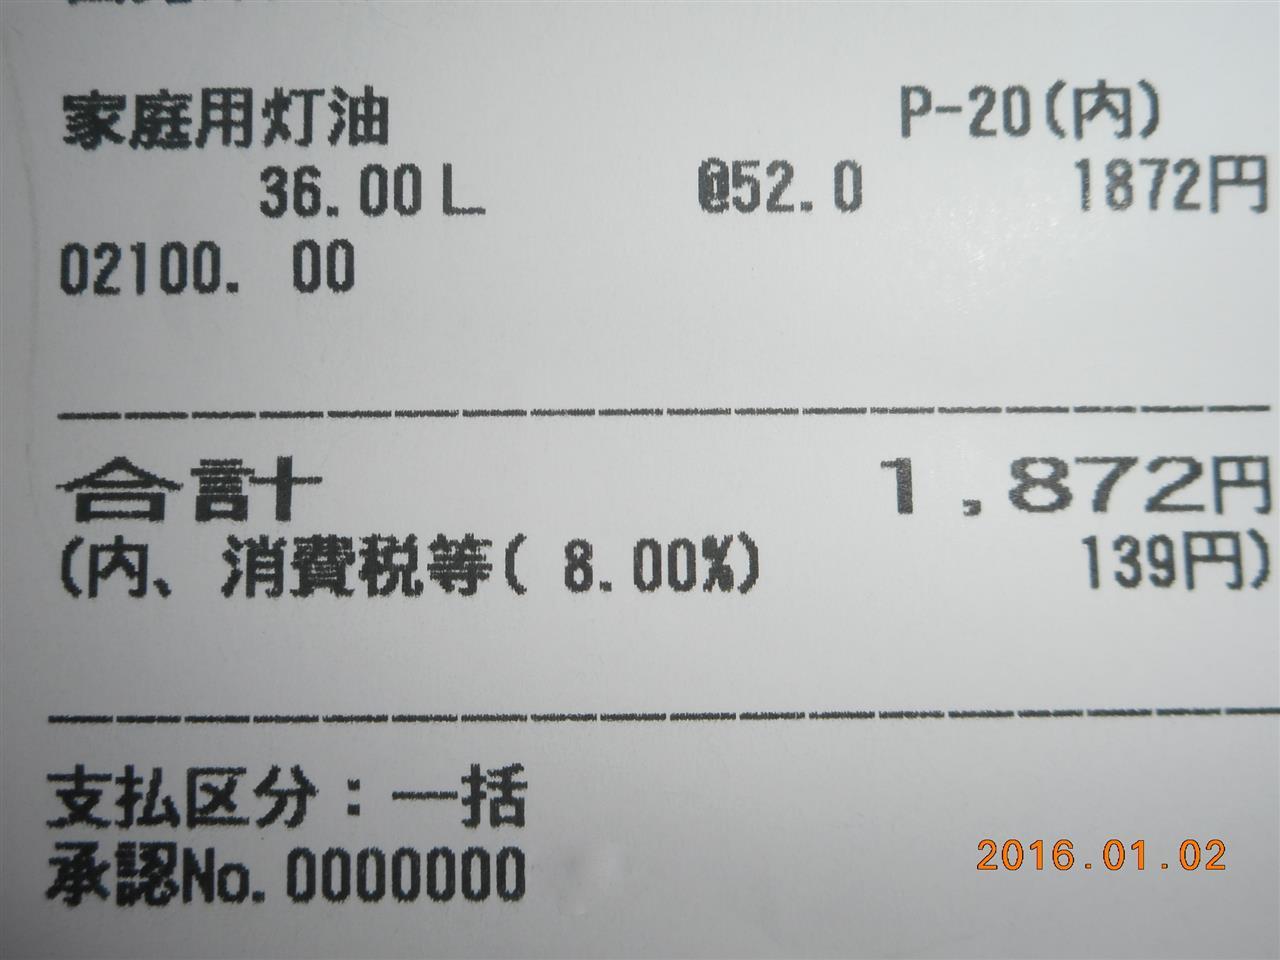 家庭用灯油 P-20(内)
36.00L @52.0 1872円
02100. 00
合計 1,872円
(内、消費税等( 8.00%) 139円)
支払区分:一括
承認No.0000000
2016.01.02